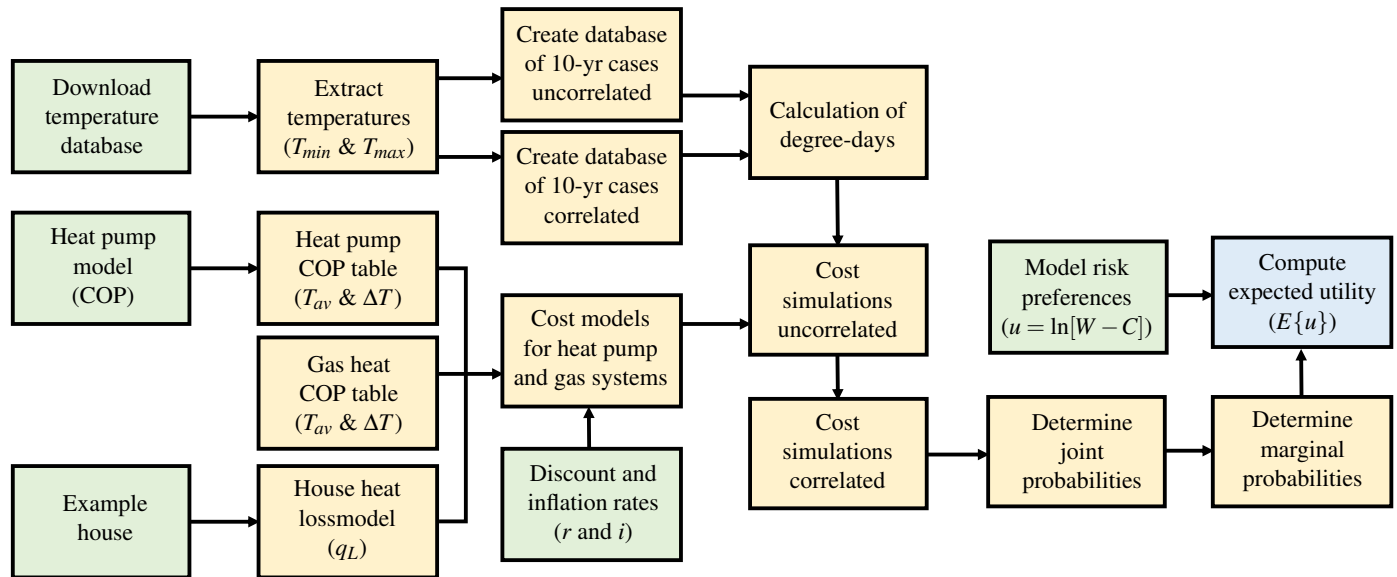 Download
temperature
database
Extract
temperatures
(T_min & T_max)
Create database
of 10-yr cases
uncorrelated
Create database
of 10-yr cases
correlated
Calculation of
degree-days
Heat pump
model
(COP)
Heat pump
COP table
(T_av & ΔT)
Gas heat
COP table
(T_av & ΔT)
Cost models
for heat pump
and gas systems
Cost
simulations
uncorrelated
Model risk
preferences
(u = ln[W − C])
Compute
expected utility
(E{u})
Example
house
House heat
lossmodel
(q_L)
Discount and
inflation rates
(r and i)
Cost
simulations
correlated
Determine
joint
probabilities
Determine
marginal
probabilities